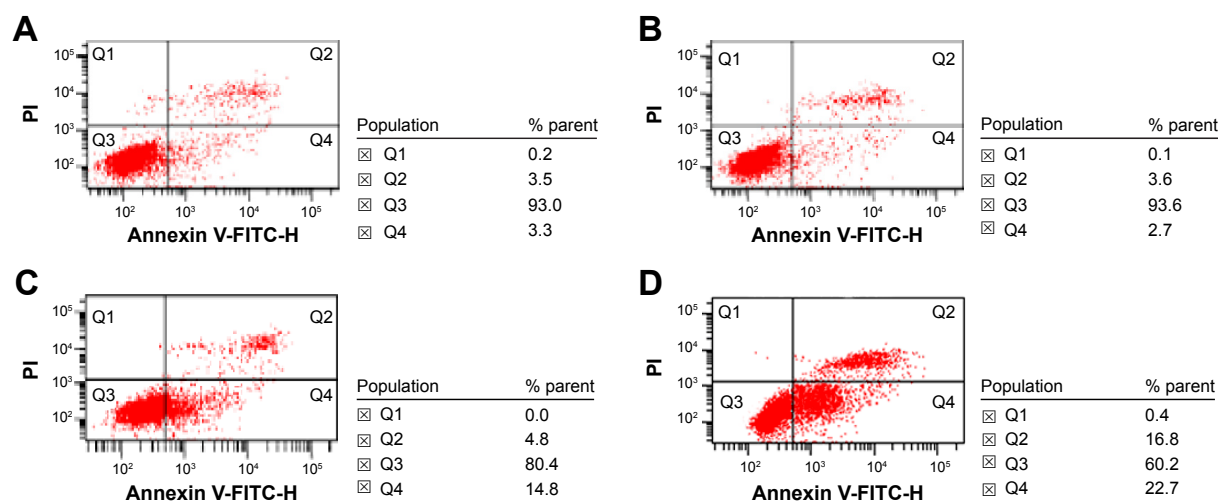 A
10⁵
10⁴
10³
10²
PI
Q1
Q2
Q3
Q4
10² 10³ 10⁴ 10⁵
Annexin V-FITC-H
Population % parent
☒ Q1 0.2
☒ Q2 3.5
☒ Q3 93.0
☒ Q4 3.3
B
10⁵
10⁴
10³
10²
PI
Q1
Q2
Q3
Q4
10² 10³ 10⁴ 10⁵
Annexin V-FITC-H
Population % parent
☒ Q1 0.1
☒ Q2 3.6
☒ Q3 93.6
☒ Q4 2.7
C
10⁵
10⁴
10³
10²
PI
Q1
Q2
Q3
Q4
10² 10³ 10⁴ 10⁵
Annexin V-FITC-H
Population % parent
☒ Q1 0.0
☒ Q2 4.8
☒ Q3 80.4
☒ Q4 14.8
D
10⁵
10⁴
10³
10²
PI
Q1
Q2
Q3
Q4
10² 10³ 10⁴ 10⁵
Annexin V-FITC-H
Population % parent
☒ Q1 0.4
☒ Q2 16.8
☒ Q3 60.2
☒ Q4 22.7